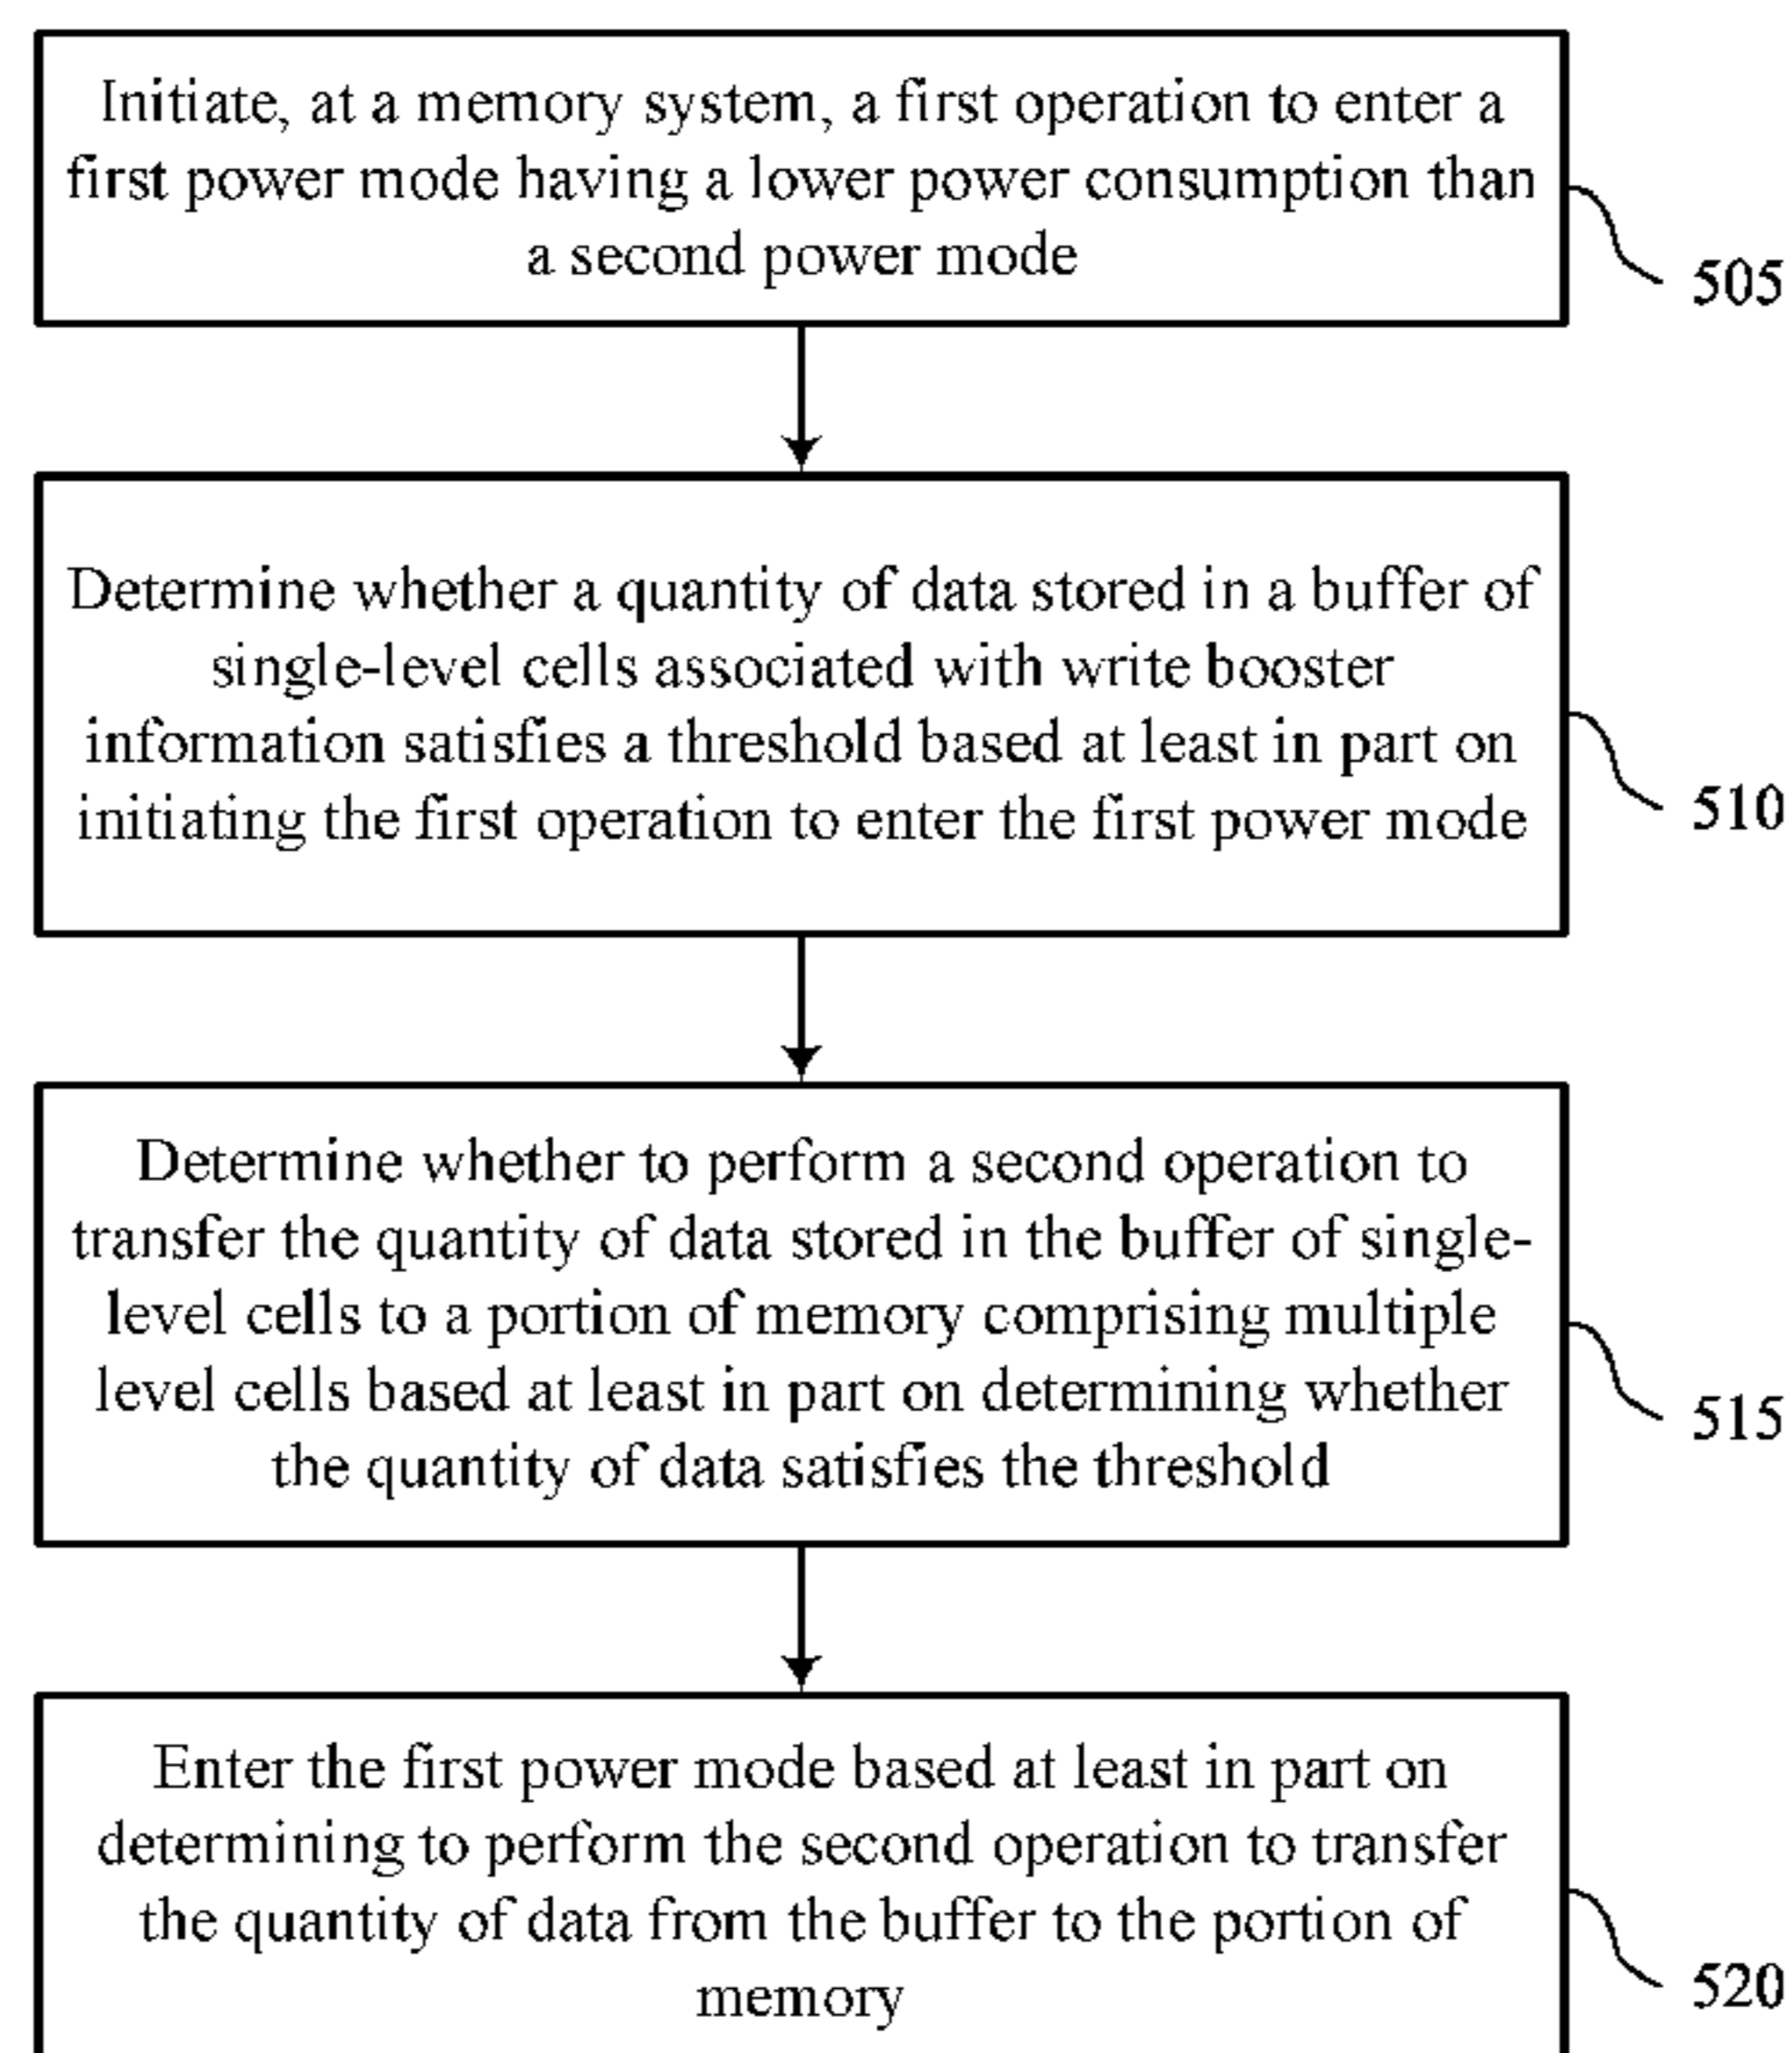 Initiate, at a memory system, a first operation to enter a
first power mode having a lower power consumption than
a second power mode
505
Determine whether a quantity of data stored in a buffer of
single-level cells associated with write booster
information satisfies a threshold based at least in part on
initiating the first operation to enter the first power mode
510
Determine whether to perform a second operation to
transfer the quantity of data stored in the buffer of single-
level cells to a portion of memory comprising multiple
level cells based at least in part on determining whether
the quantity of data satisfies the threshold
515
Enter the first power mode based at least in part on
determining to perform the second operation to transfer
the quantity of data from the buffer to the portion of
memory
520